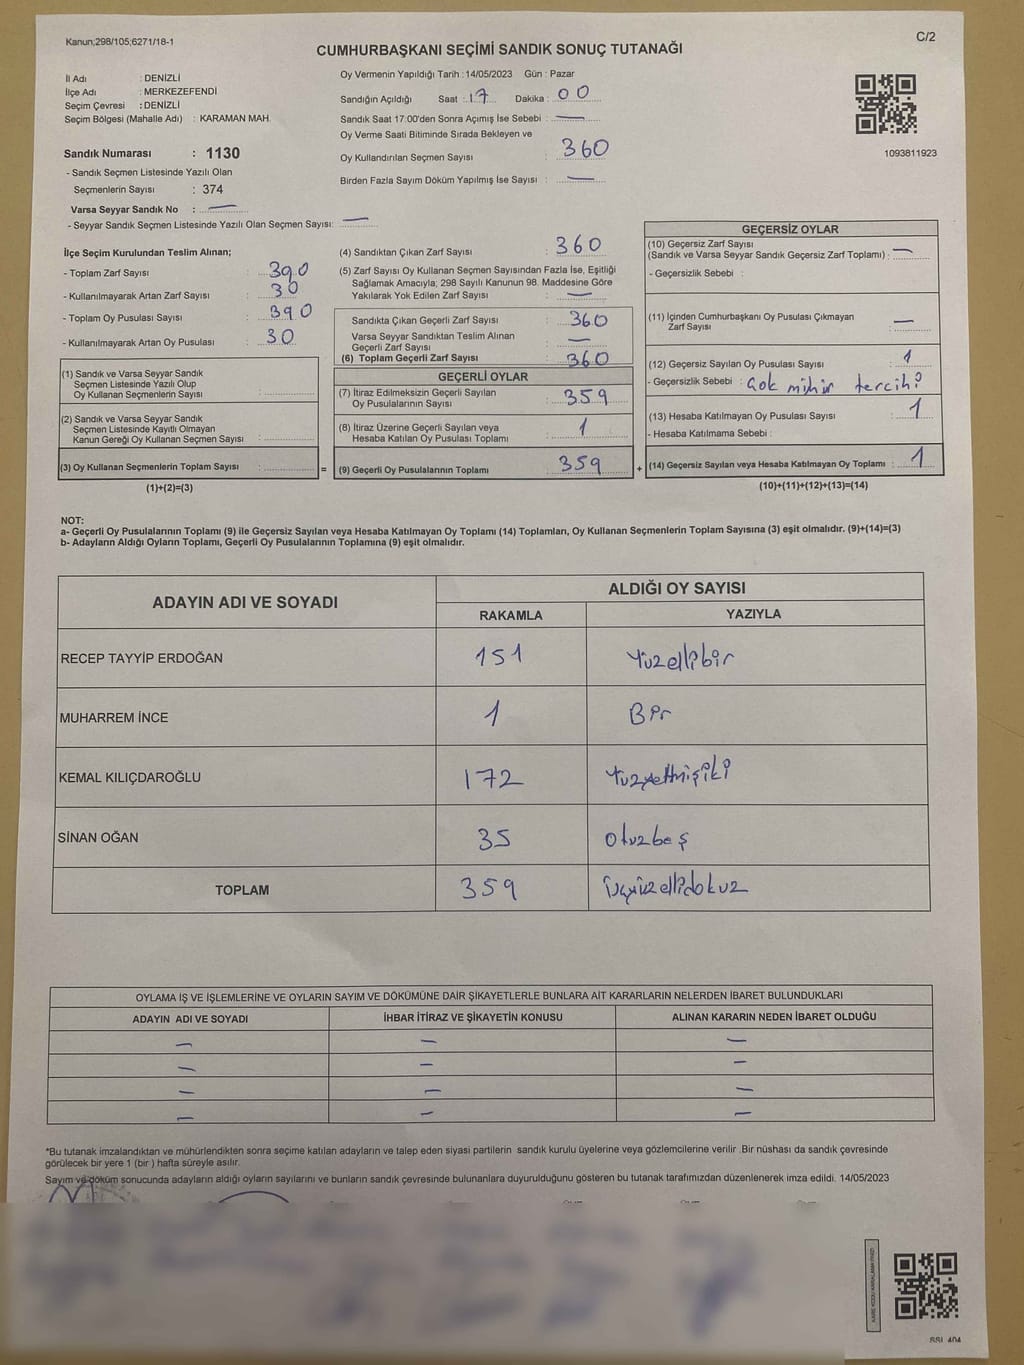 Kanun;298/105;6271/18-1
C/2
CUMHURBAŞKANI SEÇİMİ SANDIK SONUÇ TUTANAĞI
İl Adı : DENİZLİ
İlçe Adı : MERKEZEFENDİ
Seçim Çevresi : DENİZLİ
Seçim Bölgesi (Mahalle Adı) : KARAMAN MAH.
Sandık Numarası : 1130
- Sandık Seçmen Listesinde Yazılı Olan
Seçmenlerin Sayısı : 374
Varsa Seyyar Sandık No : —
- Seyyar Sandık Seçmen Listesinde Yazılı Olan Seçmen Sayısı: —
Oy Vermenin Yapıldığı Tarih :14/05/2023 Gün : Pazar
Sandığın Açıldığı Saat : 17 Dakika : 00
Sandık Saat 17:00'den Sonra Açımış İse Sebebi : —
Oy Verme Saati Bitiminde Sırada Bekleyen ve
Oy Kullandırılan Seçmen Sayısı : 360
Birden Fazla Sayım Döküm Yapılmış İse Sayısı : —
1093811923
İlçe Seçim Kurulundan Teslim Alınan;
- Toplam Zarf Sayısı : 390
- Kullanılmayarak Artan Zarf Sayısı : 30
- Toplam Oy Pusulası Sayısı : 390
- Kullanılmayarak Artan Oy Pusulası : 30
(1) Sandık ve Varsa Seyyar Sandık
Seçmen Listesinde Yazılı Olup
Oy Kullanan Seçmenlerin Sayısı :
(2) Sandık ve Varsa Seyyar Sandık
Seçmen Listesinde Kayıtlı Olmayan
Kanun Gereği Oy Kullanan Seçmen Sayısı :
(3) Oy Kullanan Seçmenlerin Toplam Sayısı : =
(1)+(2)=(3)
(4) Sandıktan Çıkan Zarf Sayısı : 360
(5) Zarf Sayısı Oy Kullanan Seçmen Sayısından Fazla İse, Eşitliği
Sağlamak Amacıyla; 298 Sayılı Kanunun 98. Maddesine Göre
Yakılarak Yok Edilen Zarf Sayısı : —
Sandıkta Çıkan Geçerli Zarf Sayısı : 360
Varsa Seyyar Sandıktan Teslim Alınan
Geçerli Zarf Sayısı : —
(6) Toplam Geçerli Zarf Sayısı : 360
GEÇERLİ OYLAR
(7) İtiraz Edilmeksizin Geçerli Sayılan
Oy Pusulalarının Sayısı : 359
(8) İtiraz Üzerine Geçerli Sayılan veya
Hesaba Katılan Oy Pusulası Toplamı : 1
(9) Geçerli Oy Pusulalarının Toplamı : 359 +
GEÇERSİZ OYLAR
(10) Geçersiz Zarf Sayısı
(Sandık ve Varsa Seyyar Sandık Geçersiz Zarf Toplamı) : —
- Geçersizlik Sebebi :
(11) İçinden Cumhurbaşkanı Oy Pusulası Çıkmayan
Zarf Sayısı : —
(12) Geçersiz Sayılan Oy Pusulası Sayısı : 1
- Geçersizlik Sebebi : Çok mihir tercihi
(13) Hesaba Katılmayan Oy Pusulası Sayısı : 1
- Hesaba Katılmama Sebebi :
(14) Geçersiz Sayılan veya Hesaba Katılmayan Oy Toplamı : 1
(10)+(11)+(12)+(13)=(14)
NOT:
a- Geçerli Oy Pusulalarının Toplamı (9) ile Geçersiz Sayılan veya Hesaba Katılmayan Oy Toplamı (14) Toplamları, Oy Kullanan Seçmenlerin Toplam Sayısına (3) eşit olmalıdır. (9)+(14)=(3)
b- Adayların Aldığı Oyların Toplamı, Geçerli Oy Pusulalarının Toplamına (9) eşit olmalıdır.
ADAYIN ADI VE SOYADI ALDIĞI OY SAYISI
RAKAMLA YAZIYLA
RECEP TAYYİP ERDOĞAN 151 Yüzellibir
MUHARREM İNCE 1 Bir
KEMAL KILIÇDAROĞLU 172 Yüzyetmişiki
SİNAN OĞAN 35 Otuzbeş
TOPLAM 359 üçyüzellidokuz
OYLAMA İŞ VE İŞLEMLERİNE VE OYLARIN SAYIM VE DÖKÜMÜNE DAİR ŞİKAYETLERLE BUNLARA AİT KARARLARIN NELERDEN İBARET BULUNDUKLARI
ADAYIN ADI VE SOYADI İHBAR İTİRAZ VE ŞİKAYETİN KONUSU ALINAN KARARIN NEDEN İBARET OLDUĞU
— — —
— — —
— — —
— — —
*Bu tutanak imzalandıktan ve mühürlendikten sonra seçime katılan adayların ve talep eden siyasi partilerin sandık kurulu üyelerine veya gözlemcilerine verilir .Bir nüshası da sandık çevresinde
görülecek bir yere 1 (bir ) hafta süreyle asılır.
Sayım ve döküm sonucunda adayların aldığı oyların sayılarını ve bunların sandık çevresinde bulunanlara duyurulduğunu gösteren bu tutanak tarafımızdan düzenlenerek imza edildi. 14/05/2023